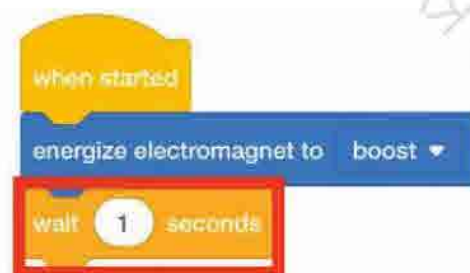 when started
energize electromagnet to boost
wait 1 seconds